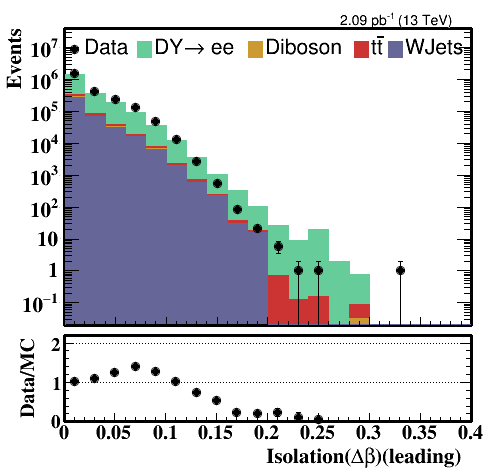 2.09 pb⁻¹ (13 TeV)
Events
Data DY→ ee Diboson tt̄ WJets
10⁷
10⁶
10⁵
10⁴
10³
10²
10
1
10⁻¹
Data/MC
2
1
0
0 0.05 0.1 0.15 0.2 0.25 0.3 0.35 0.4
Isolation(Δβ)(leading)